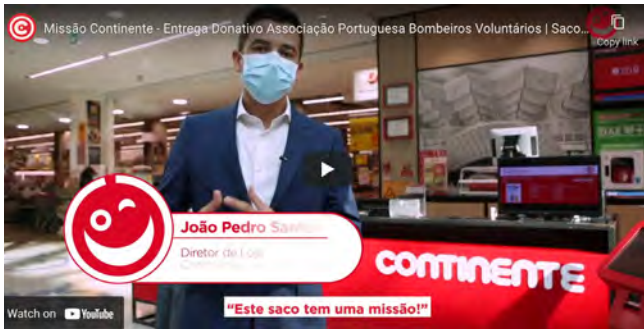 Missão Continente - Entrega Donativo Associação Portuguesa Bombeiros Voluntários | Saco...
Copy link
João Pedro
Diretor de
CONTINENTE
Watch on YouTube
"Este saco tem uma missão!"